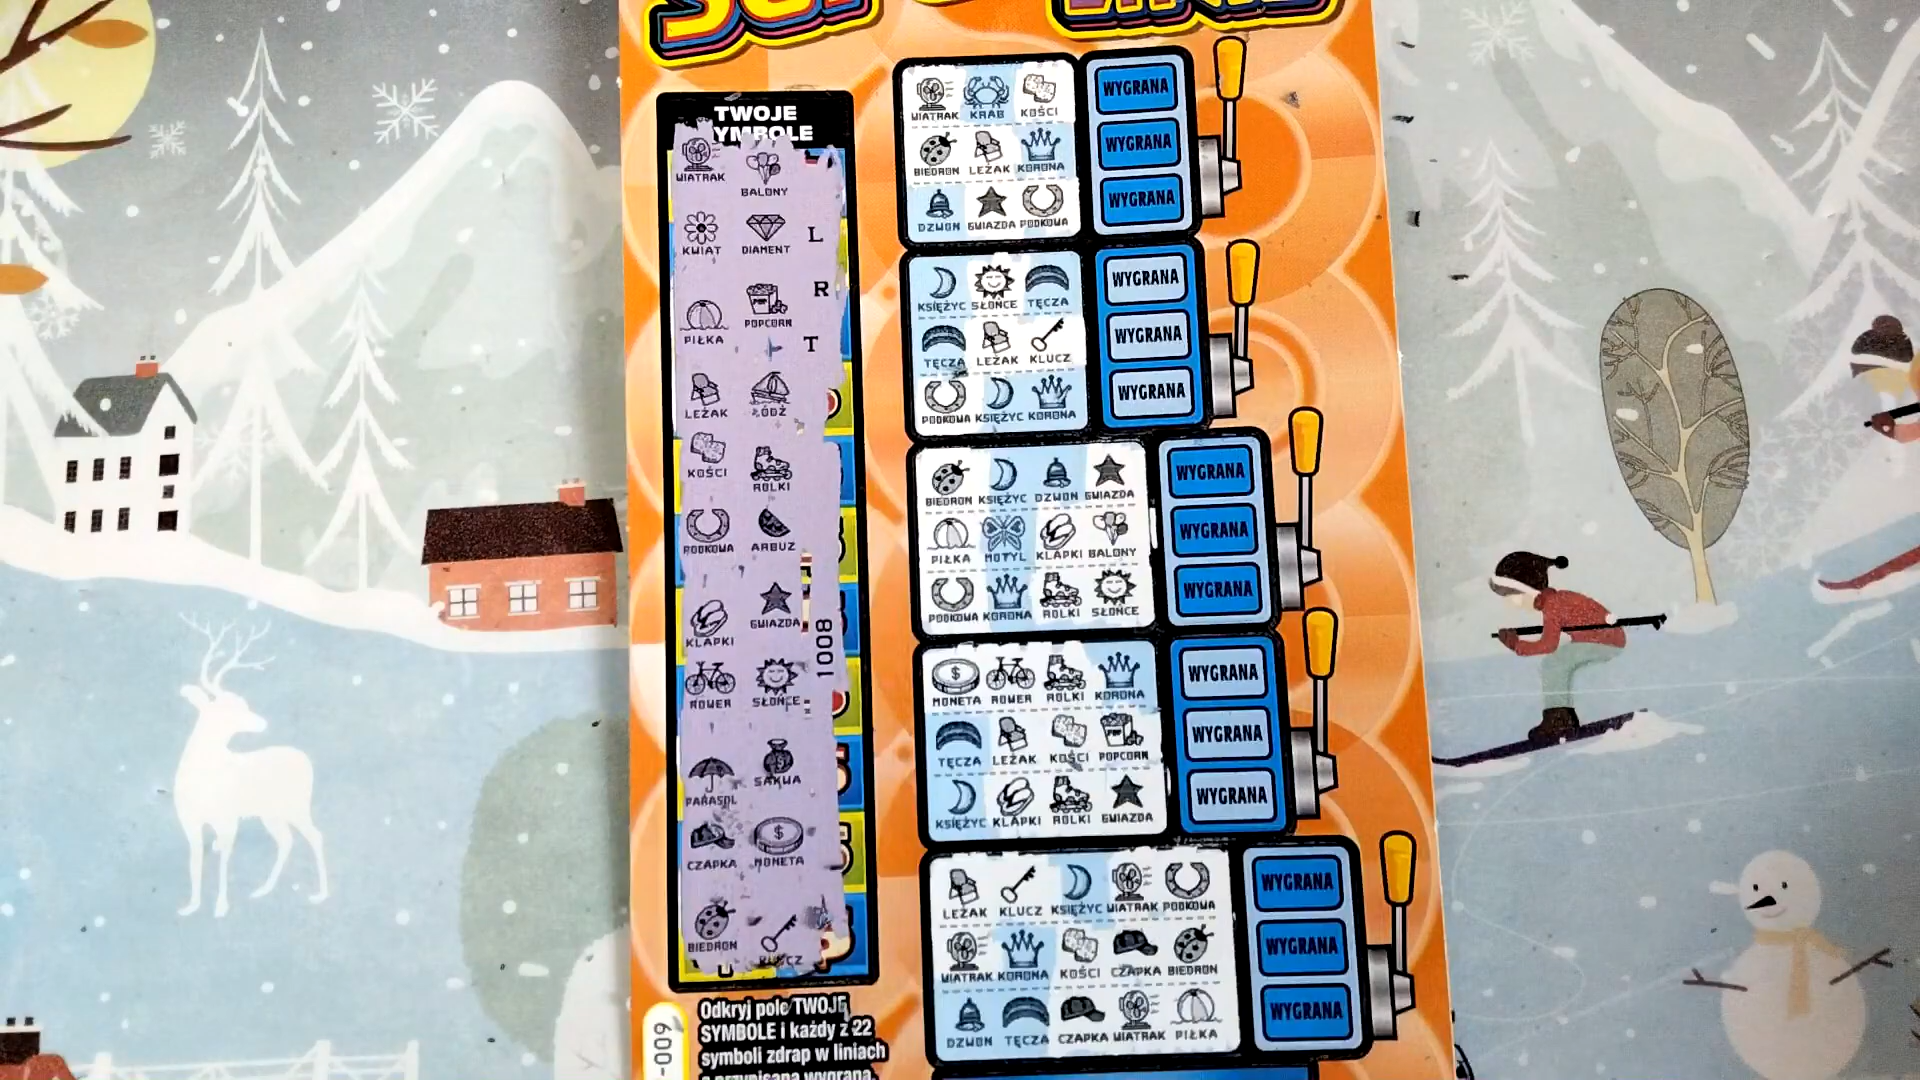 TWOJE
YMBOLE
WIATRAK
BALONY
KWIAT DIAMENT L
R
PIŁKA POPCORN
T
LEŻAK ŁÓDŹ
KOŚCI ROLKI
PODKOWA ARBUZ
KLAPKI GWIAZDA
1008
ROWER SŁOŃCE
PARASOL SAKWA
CZAPKA MONETA
BIEDRON
Odkryj pole TWOJE
SYMBOLE i każdy z 22
symboli zdrap w liniach
z przypisaną wygraną.
-009
WIATRAK KRAB KOŚCI WYGRANA
BIEDRON LEŻAK KORONA WYGRANA
DZWON GWIAZDA PODKOWA WYGRANA
KSIĘŻYC SŁOŃCE TĘCZA WYGRANA
TĘCZA LEŻAK KLUCZ WYGRANA
PODKOWA KSIĘŻYC KORONA WYGRANA
BIEDRON KSIĘŻYC DZWON GWIAZDA WYGRANA
PIŁKA MOTYL KLAPKI BALONY WYGRANA
PODKOWA KORONA ROLKI SŁOŃCE WYGRANA
MONETA ROWER ROLKI KORONA WYGRANA
TĘCZA LEŻAK KOŚCI POPCORN WYGRANA
KSIĘŻYC KLAPKI ROLKI GWIAZDA WYGRANA
LEŻAK KLUCZ KSIĘŻYC WIATRAK PODKOWA WYGRANA
WIATRAK KORONA KOŚCI CZAPKA BIEDRON WYGRANA
DZWON TĘCZA CZAPKA WIATRAK PIŁKA WYGRANA